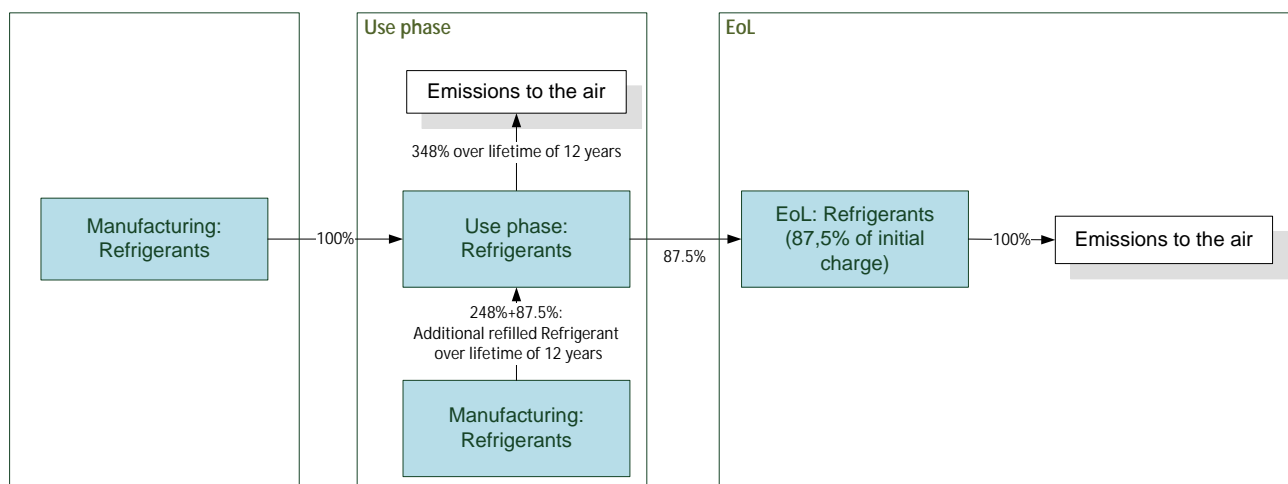 Use phase
EoL
Emissions to the air
348% over lifetime of 12 years
Manufacturing:
Refrigerants
100%
Use phase:
Refrigerants
87.5%
EoL: Refrigerants
(87,5% of initial
charge)
100%
Emissions to the air
248%+87.5%:
Additional refilled Refrigerant
over lifetime of 12 years
Manufacturing:
Refrigerants